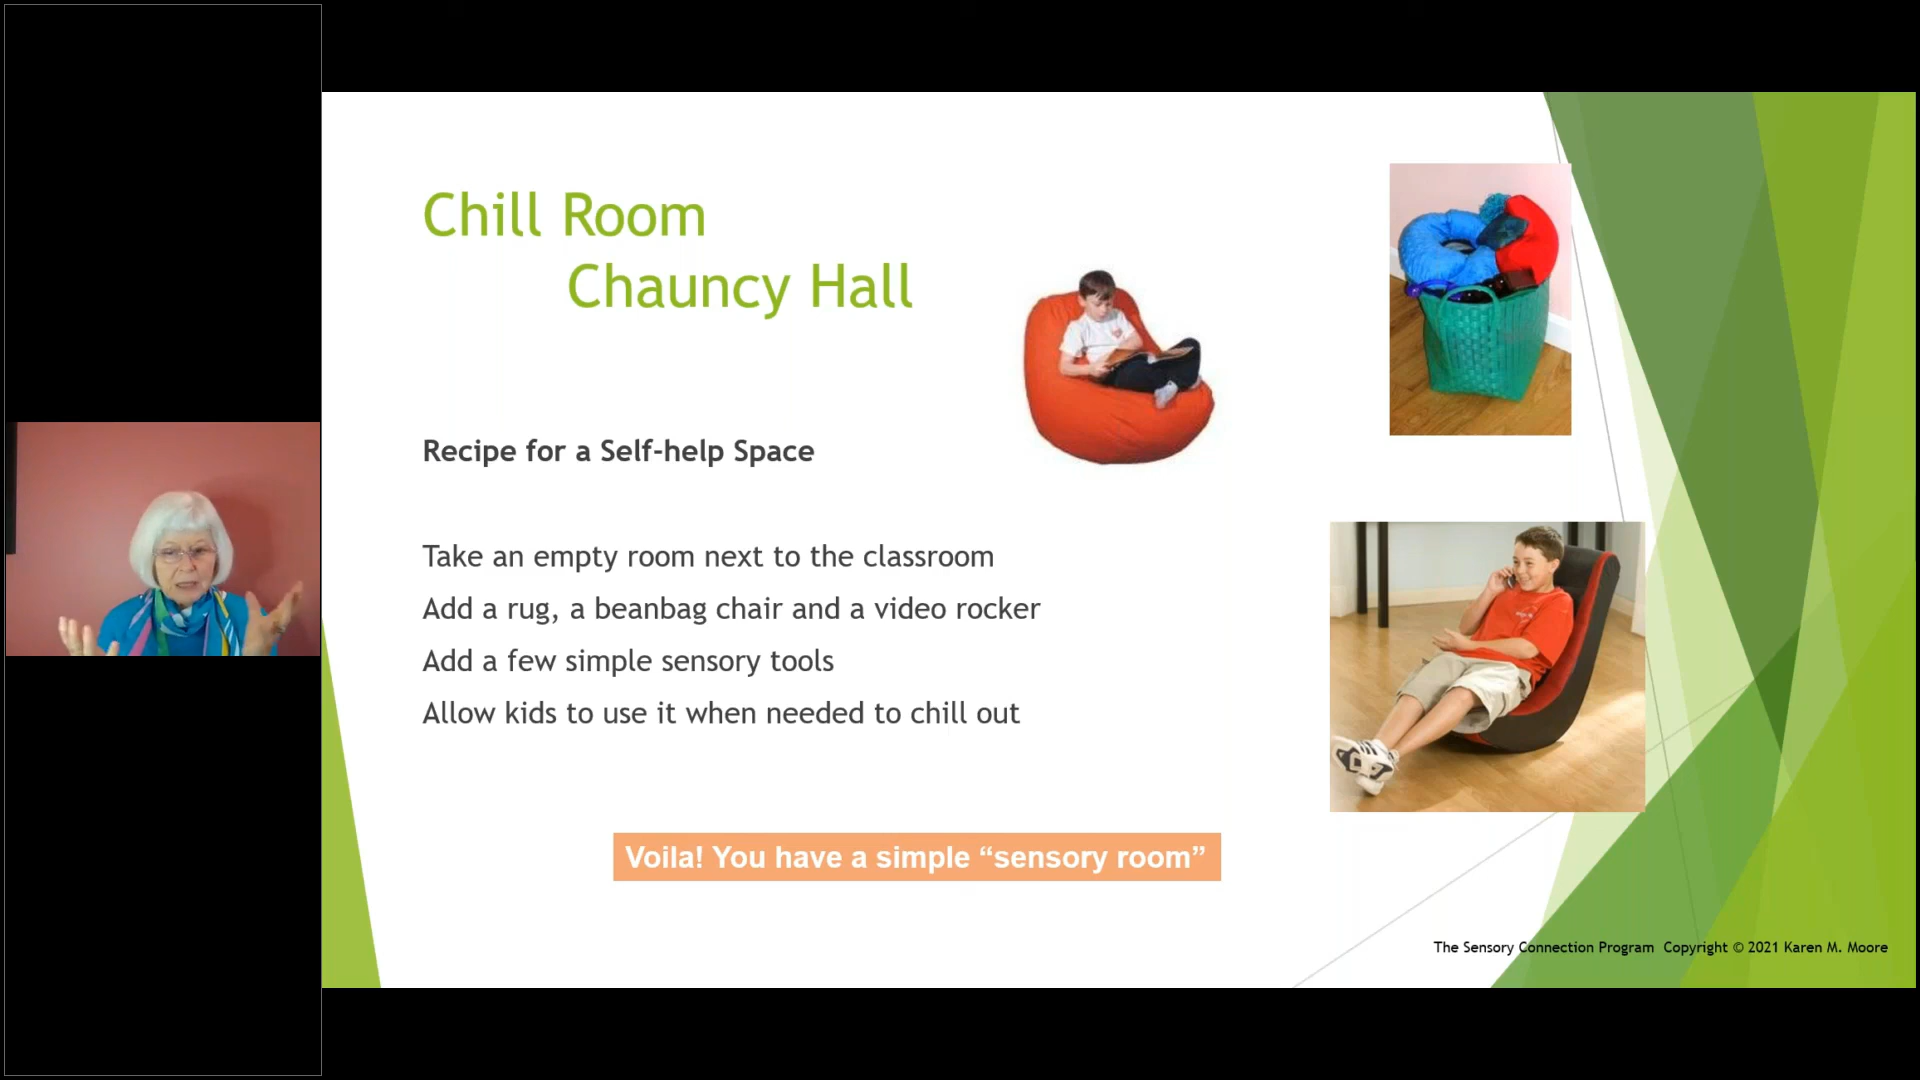 Chill Room
Chauncy Hall
Recipe for a Self-help Space
Take an empty room next to the classroom
Add a rug, a beanbag chair and a video rocker
Add a few simple sensory tools
Allow kids to use it when needed to chill out
Voila! You have a simple “sensory room”
The Sensory Connection Program Copyright © 2021 Karen M. Moore